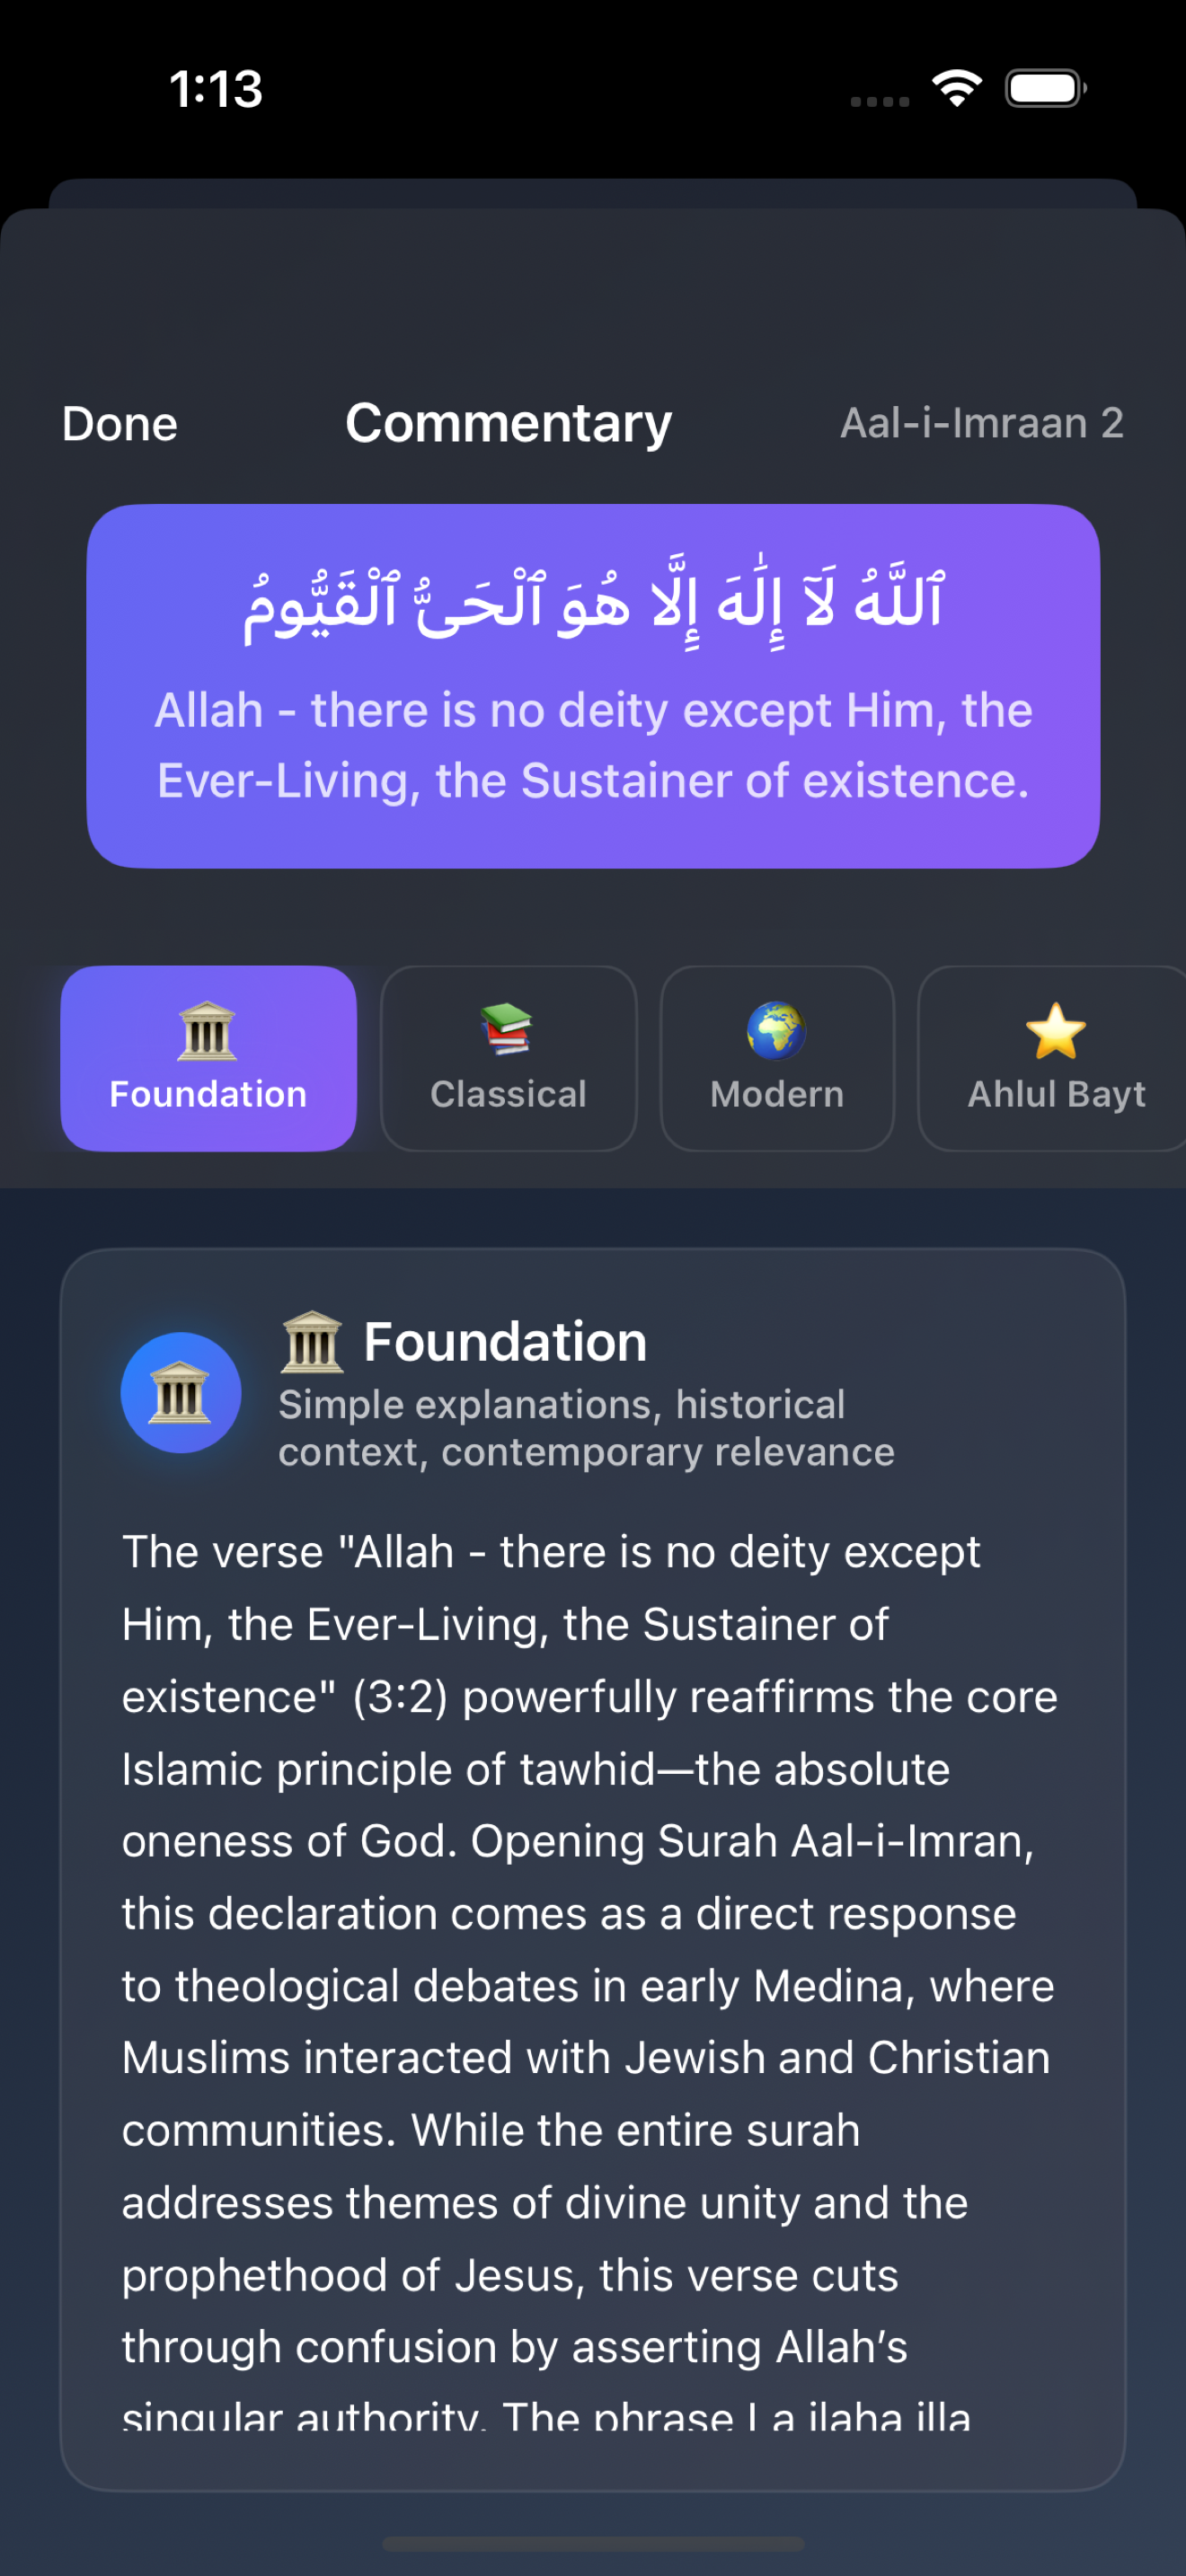 1:13
Done
Commentary
Aal-i-Imraan 2
ٱللَّهُ لَآ إِلَٰهَ إِلَّا هُوَ ٱلْحَىُّ ٱلْقَيُّومُ
Allah - there is no deity except Him, the
Ever-Living, the Sustainer of existence.
Foundation
Classical
Modern
Ahlul Bayt
Foundation
Simple explanations, historical
context, contemporary relevance
The verse "Allah - there is no deity except
Him, the Ever-Living, the Sustainer of
existence" (3:2) powerfully reaffirms the core
Islamic principle of tawhid—the absolute
oneness of God. Opening Surah Aal-i-Imran,
this declaration comes as a direct response
to theological debates in early Medina, where
Muslims interacted with Jewish and Christian
communities. While the entire surah
addresses themes of divine unity and the
prophethood of Jesus, this verse cuts
through confusion by asserting Allah’s
singular authority. The phrase La ilaha illa